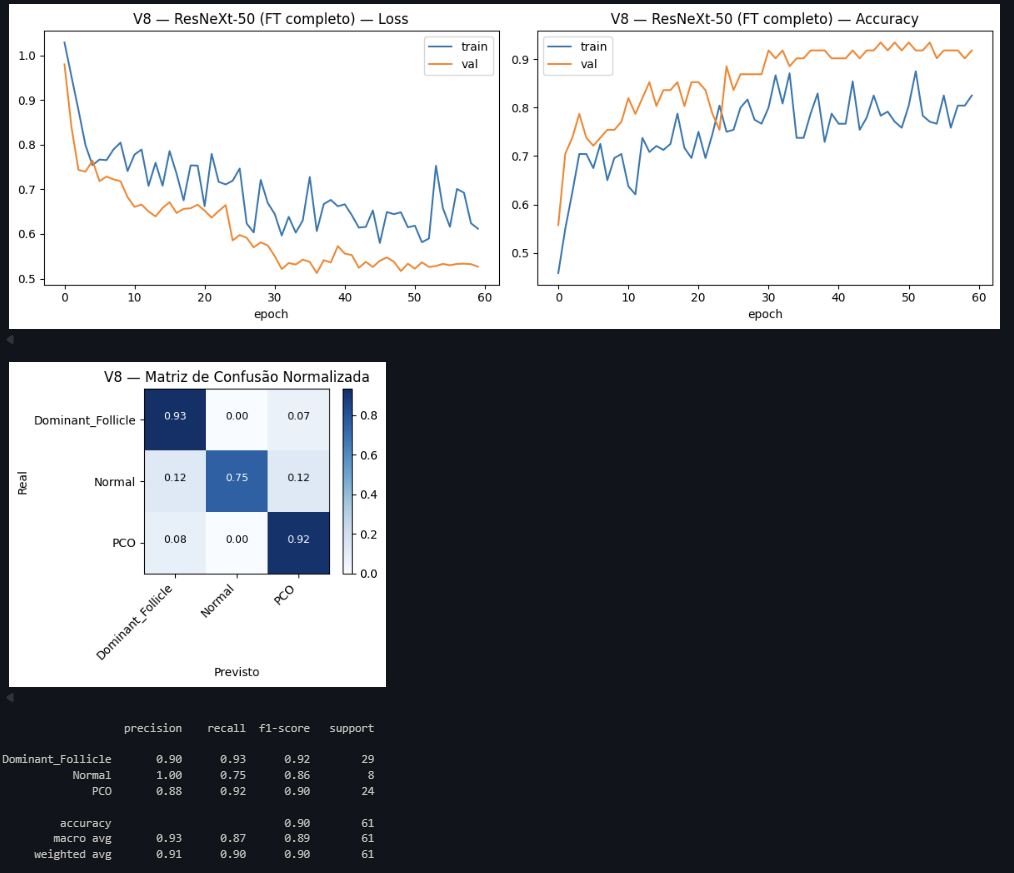 V8 — ResNeXt-50 (FT completo) — Loss
train
val
1.0
0.9
0.8
0.7
0.6
0.5
0 10 20 30 40 50 60
epoch
V8 — ResNeXt-50 (FT completo) — Accuracy
train
val
0.9
0.8
0.7
0.6
0.5
0 10 20 30 40 50 60
epoch
V8 — Matriz de Confusão Normalizada
Real
Dominant_Follicle 0.93 0.00 0.07
Normal 0.12 0.75 0.12
PCO 0.08 0.00 0.92
0.8
0.6
0.4
0.2
0.0
Dominant_Follicle Normal PCO
Previsto
precision recall f1-score support
Dominant_Follicle 0.90 0.93 0.92 29
Normal 1.00 0.75 0.86 8
PCO 0.88 0.92 0.90 24
accuracy 0.90 61
macro avg 0.93 0.87 0.89 61
weighted avg 0.91 0.90 0.90 61